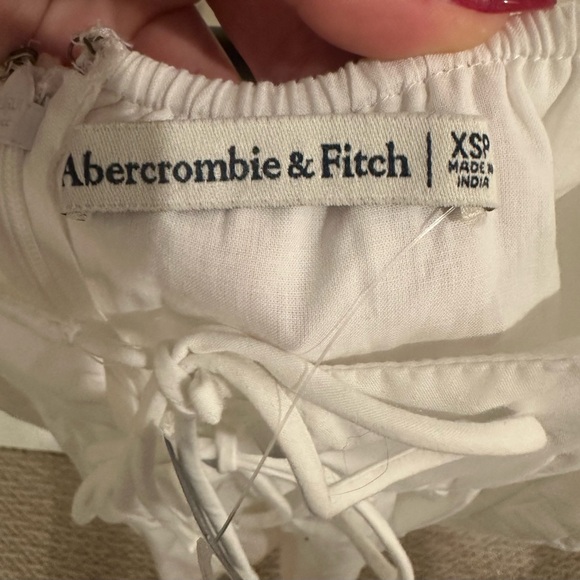 Abercrombie & Fitch | XSP
MADE IN
INDIA